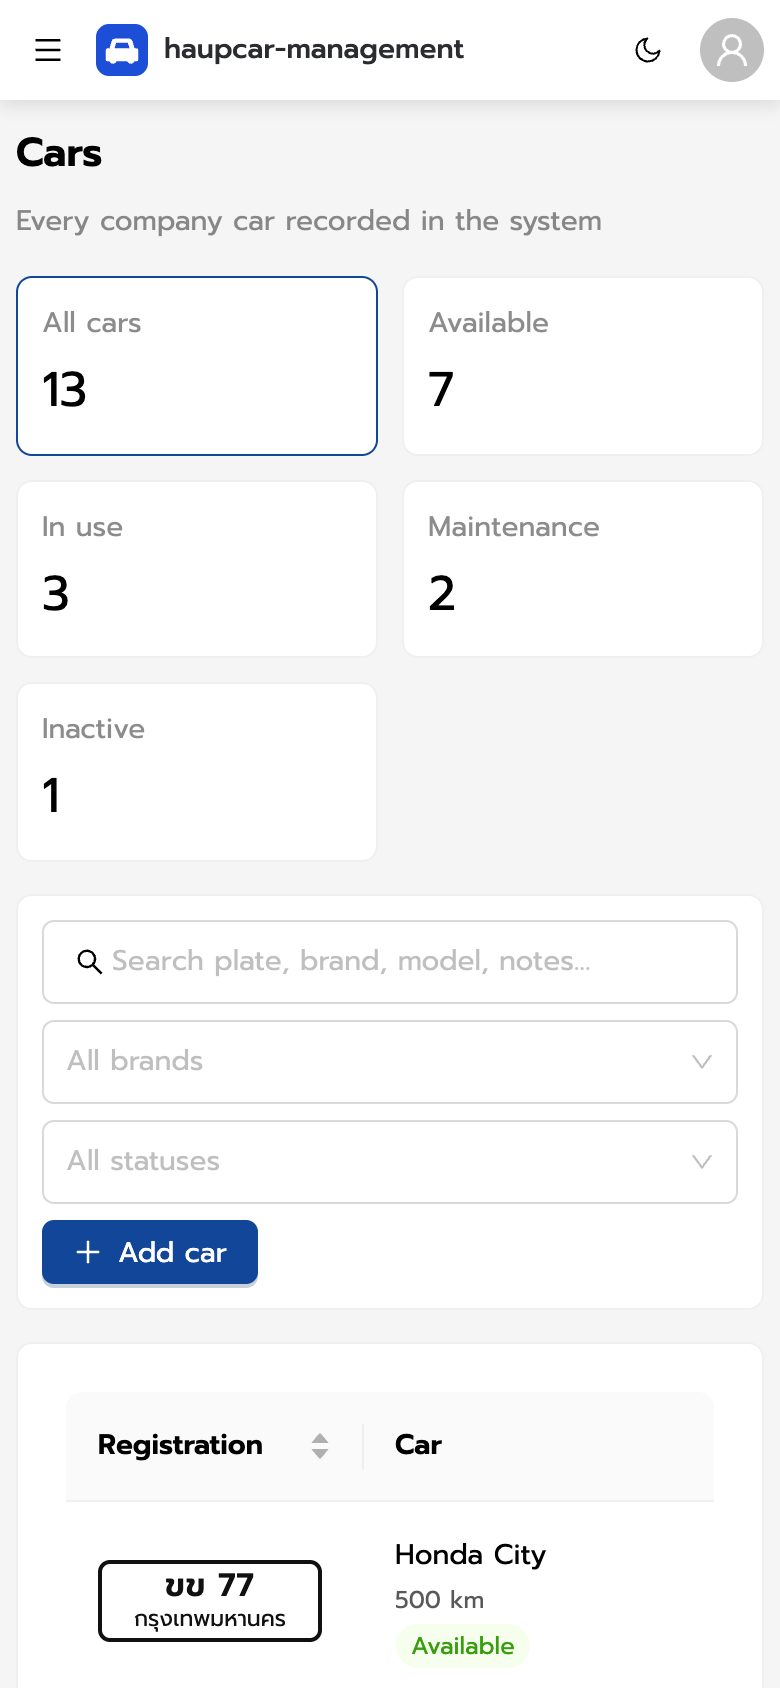 haupcar-management
Cars
Every company car recorded in the system
All cars
13
Available
7
In use
3
Maintenance
2
Inactive
1
Search plate, brand, model, notes...
All brands
All statuses
Add car
Registration
Car
ขข 77
กรุงเทพมหานคร
Honda City
500 km
Available